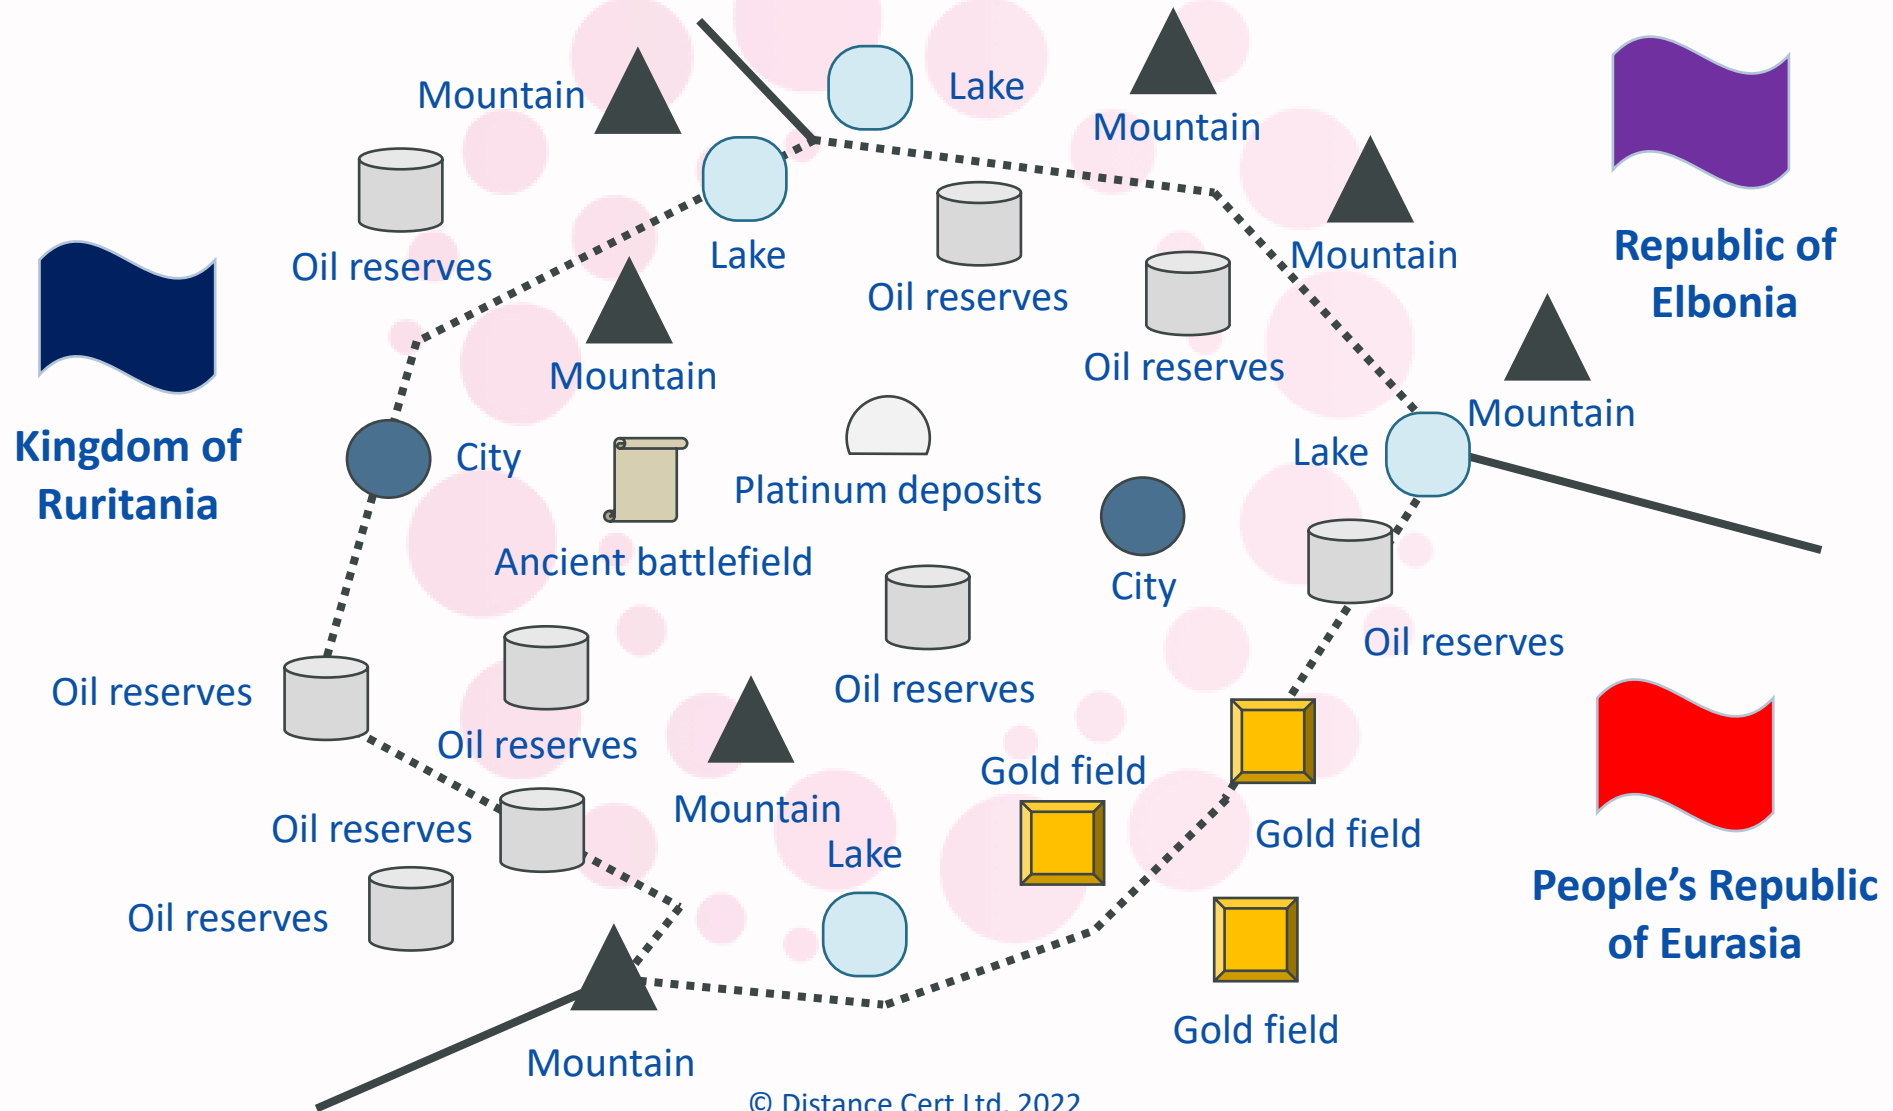 Lake
Mountain
Mountain
Oil reserves
Lake
Oil reserves
Mountain
Republic of
Elbonia
Oil reserves
Mountain
Mountain
Kingdom of
Ruritania
City
Platinum deposits
Lake
Ancient battlefield
City
Oil reserves
Oil reserves
Oil reserves
Oil reserves
Gold field
Mountain
Oil reserves
Lake
Gold field
People’s Republic
of Eurasia
Oil reserves
Gold field
Mountain
© Distance Cert Ltd, 2022